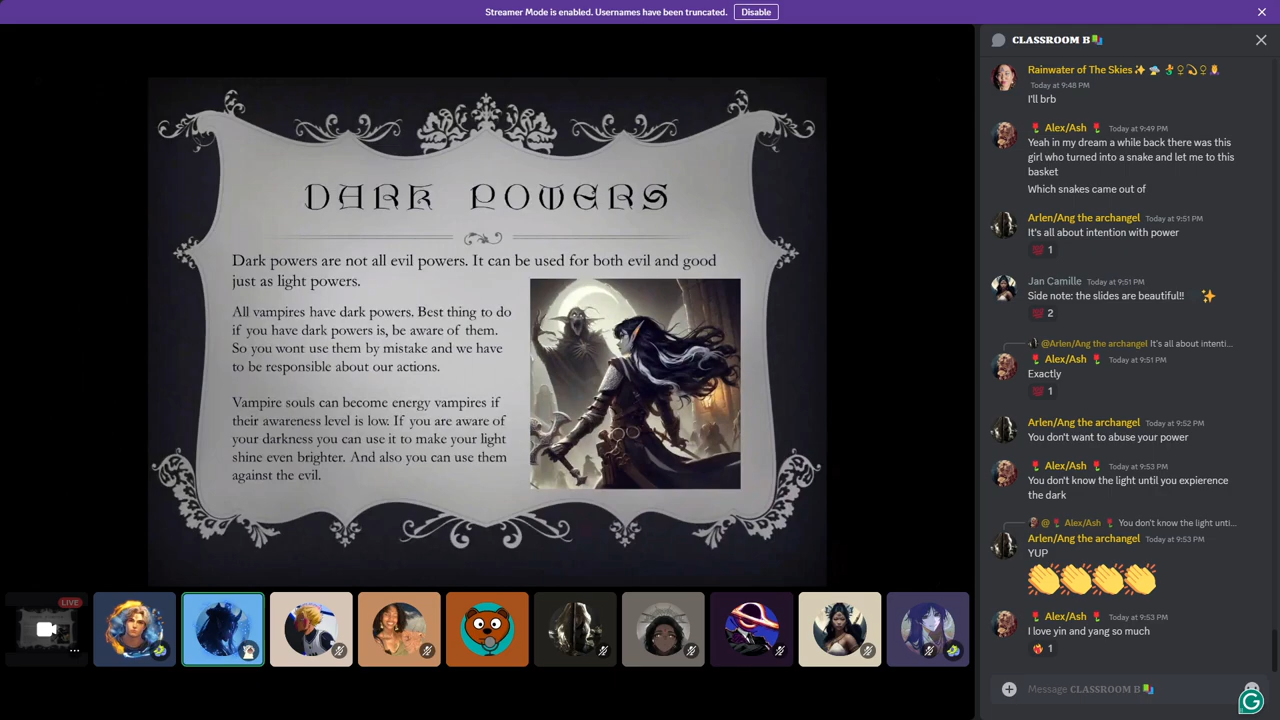 Streamer Mode is enabled. Usernames have been truncated. Disable
CLASSROOM B
DARK POWERS
Dark powers are not all evil powers. It can be used for both evil and good
just as light powers.
All vampires have dark powers. Best thing to do
if you have dark powers is, be aware of them.
So you wont use them by mistake and we have
to be responsible about our actions.
Vampire souls can become energy vampires if
their awareness level is low. If you are aware of
your darkness you can use it to make your light
shine even brighter. And also you can use them
against the evil.
LIVE
Rainwater of The Skies
Today at 9:48 PM
I'll brb
Alex/Ash Today at 9:49 PM
Yeah in my dream a while back there was this
girl who turned into a snake and let me to this
basket
Which snakes came out of
Arlen/Ang the archangel Today at 9:51 PM
It's all about intention with power
1
Jan Camille Today at 9:51 PM
Side note: the slides are beautiful!!
2
@Arlen/Ang the archangel It's all about intenti...
Alex/Ash Today at 9:51 PM
Exactly
1
Arlen/Ang the archangel Today at 9:52 PM
You don't want to abuse your power
Alex/Ash Today at 9:53 PM
You don't know the light until you expierence
the dark
@ Alex/Ash You don't know the light unti...
Arlen/Ang the archangel Today at 9:53 PM
YUP
Alex/Ash Today at 9:53 PM
I love yin and yang so much
1
Message CLASSROOM B